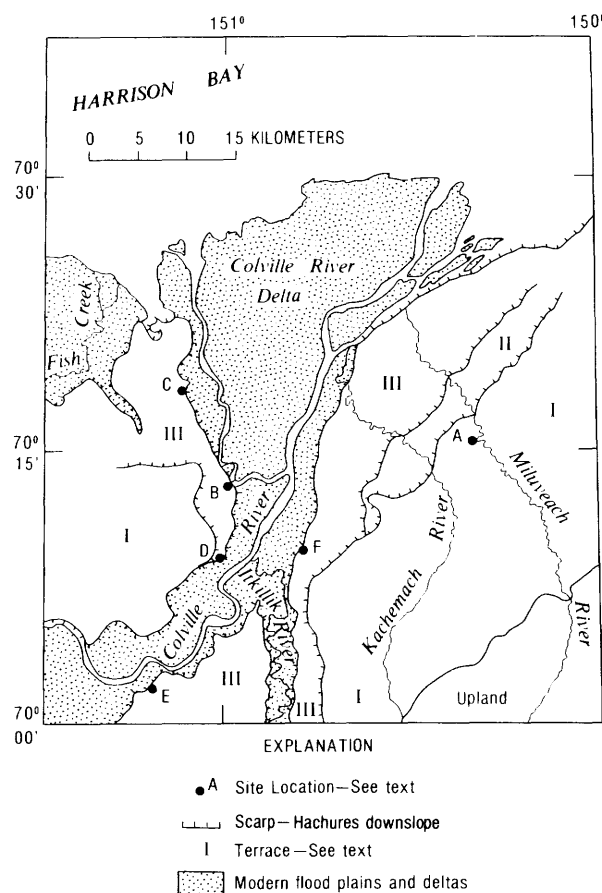 151°
150°
HARRISON BAY
0 5 10 15 KILOMETERS
70°
30'
Colville River
Delta
Creek
Fish
II
C
III
I
III
A
70°
15'
B
River
Miluveach
I
River
D
F
Itkillik
River
Colville
Kachemach
River
III
E
III
I
Upland
70°
00'
EXPLANATION
A Site Location—See text
Scarp—Hachures downslope
I Terrace—See text
Modern flood plains and deltas